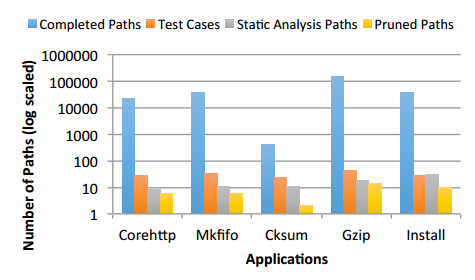 Completed Paths Test Cases Static Analysis Paths Pruned Paths
Number of Paths (log scaled)
1000000
100000
10000
1000
100
10
1
Corehttp Mkfifo Cksum Gzip Install
Applications